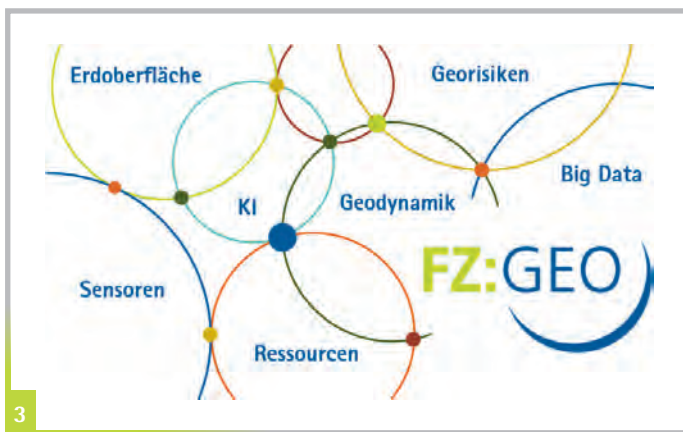 Erdoberfläche
Georisiken
Big Data
KI
Geodynamik
FZ:GEO
Sensoren
Ressourcen
3